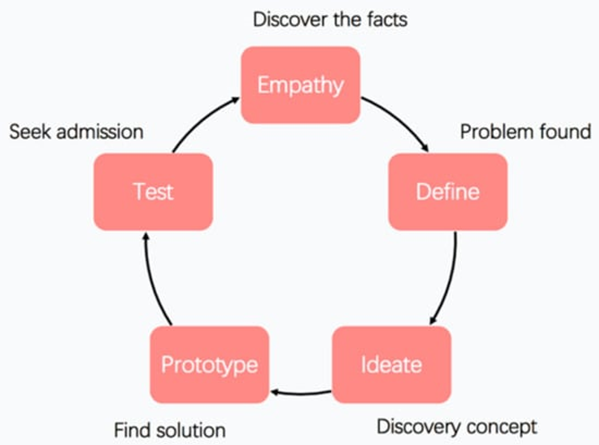 Discover the facts
Empathy
Seek admission
Problem found
Test
Define
Prototype
Ideate
Find solution
Discovery concept